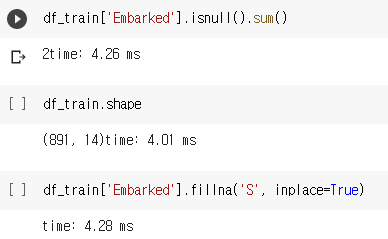 df_train['Embarked'].isnull().sum()
2time: 4.26 ms
[ ] df_train.shape
(891, 14)time: 4.01 ms
[ ] df_train['Embarked'].fillna('S', inplace=True)
time: 4.28 ms